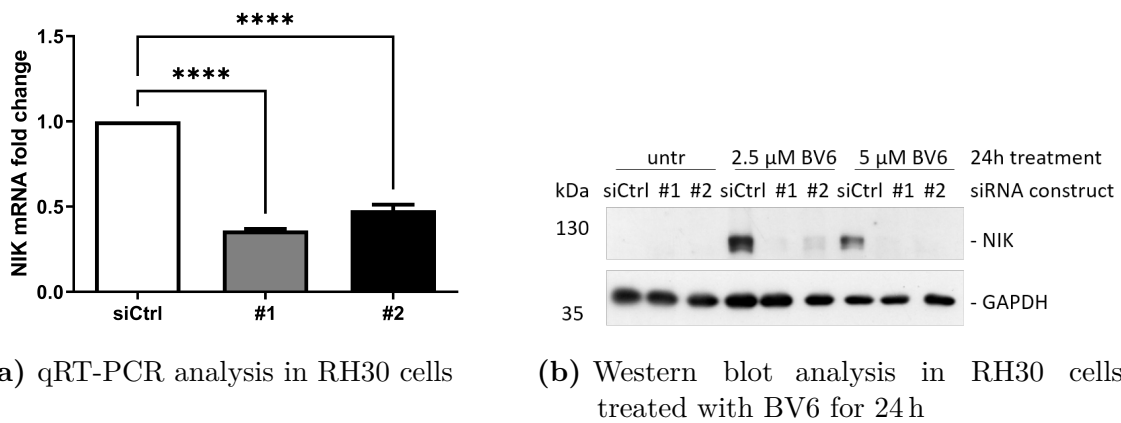 ****
****
1.5
1.0
0.5
0.0
NIK mRNA fold change
siCtrl #1 #2
untr 2.5 µM BV6 5 µM BV6 24h treatment
kDa siCtrl #1 #2 siCtrl #1 #2 siCtrl #1 #2 siRNA construct
130 - NIK
35 - GAPDH
a) qRT-PCR analysis in RH30 cells
(b) Western blot analysis in RH30 cells
treated with BV6 for 24 h